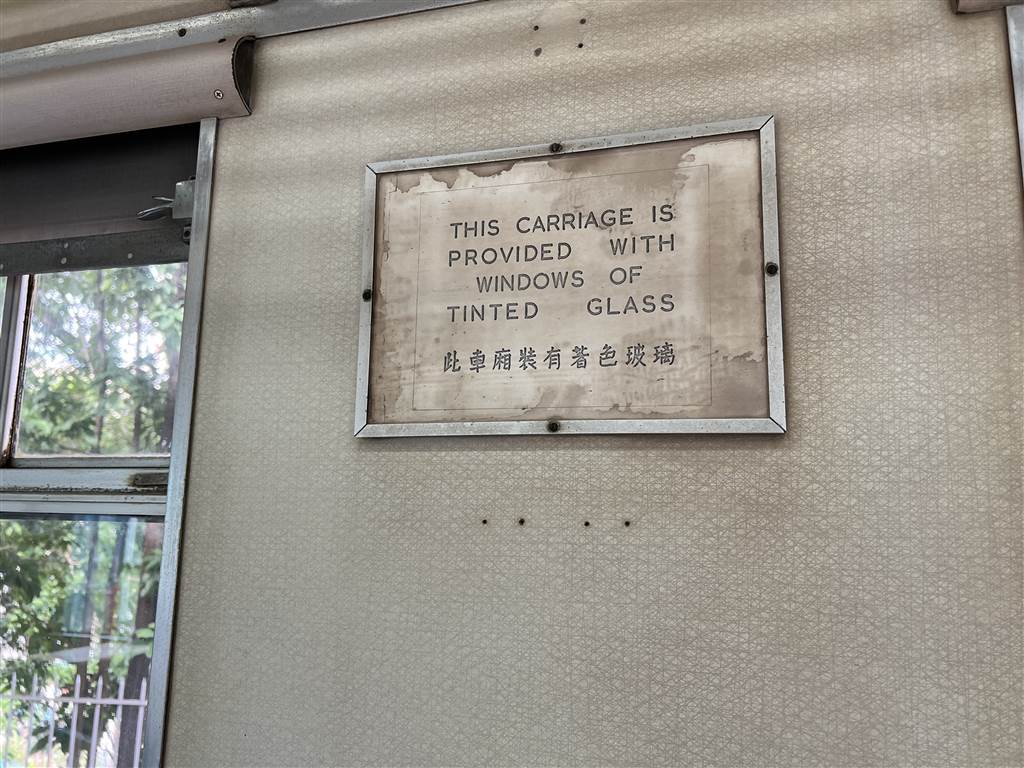 THIS CARRIAGE IS
PROVIDED WITH
WINDOWS OF
TINTED GLASS
此車廂裝有着色玻璃